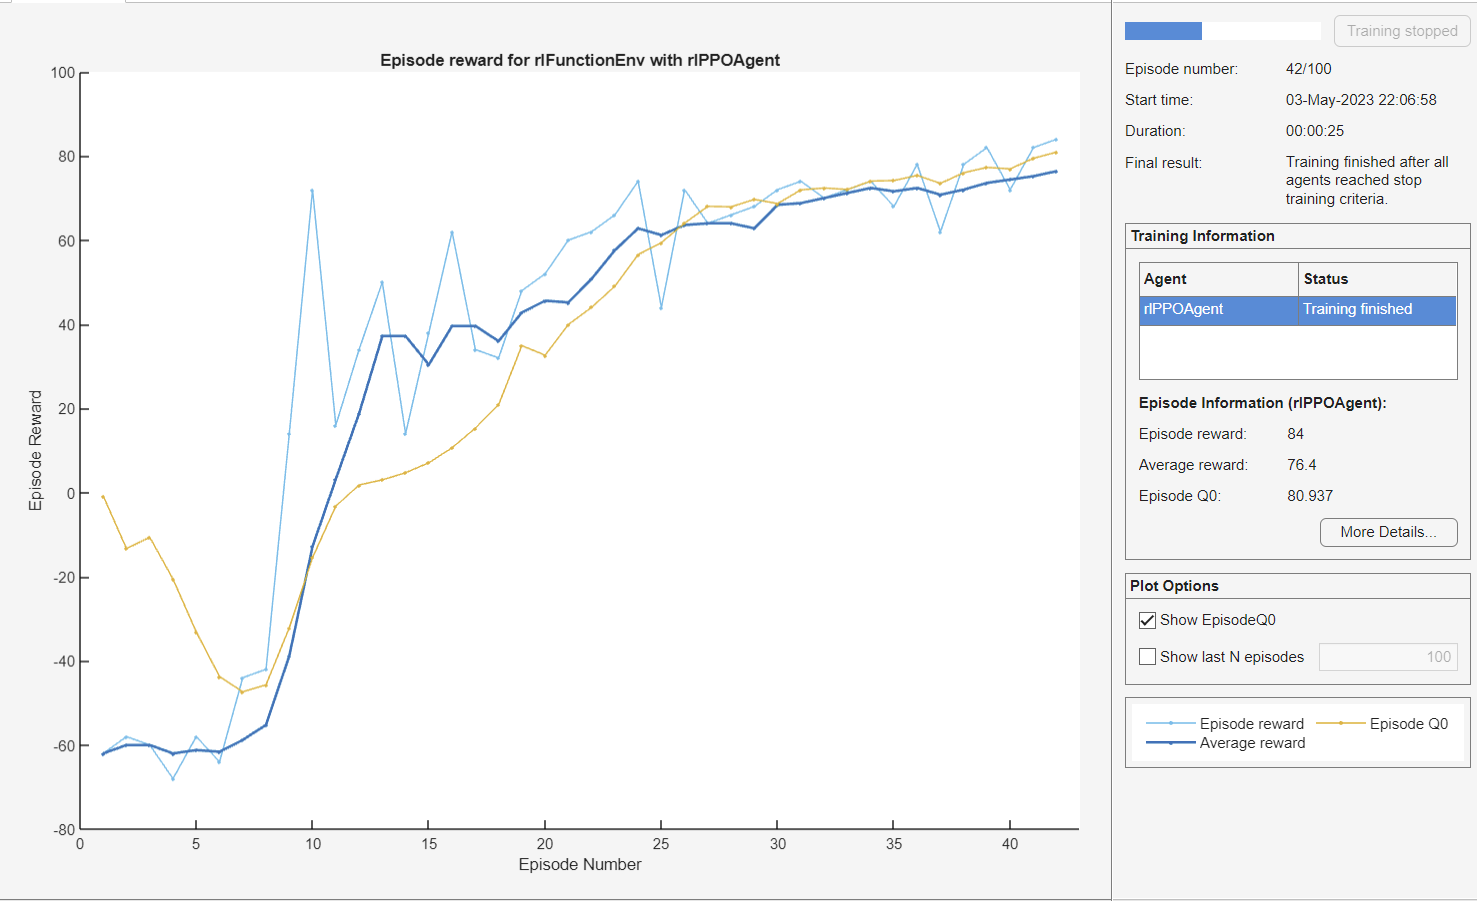 Episode reward for rlFunctionEnv with rlPPOAgent
100
80
60
40
20
0
-20
-40
-60
-80
Episode Reward
0 5 10 15 20 25 30 35 40
Episode Number
Training stopped
Episode number: 42/100
Start time: 03-May-2023 22:06:58
Duration: 00:00:25
Final result: Training finished after all
agents reached stop
training criteria.
Training Information
Agent Status
rlPPOAgent Training finished
Episode Information (rlPPOAgent):
Episode reward: 84
Average reward: 76.4
Episode Q0: 80.937
More Details...
Plot Options
Show EpisodeQ0
Show last N episodes 100
Episode reward Episode Q0
Average reward